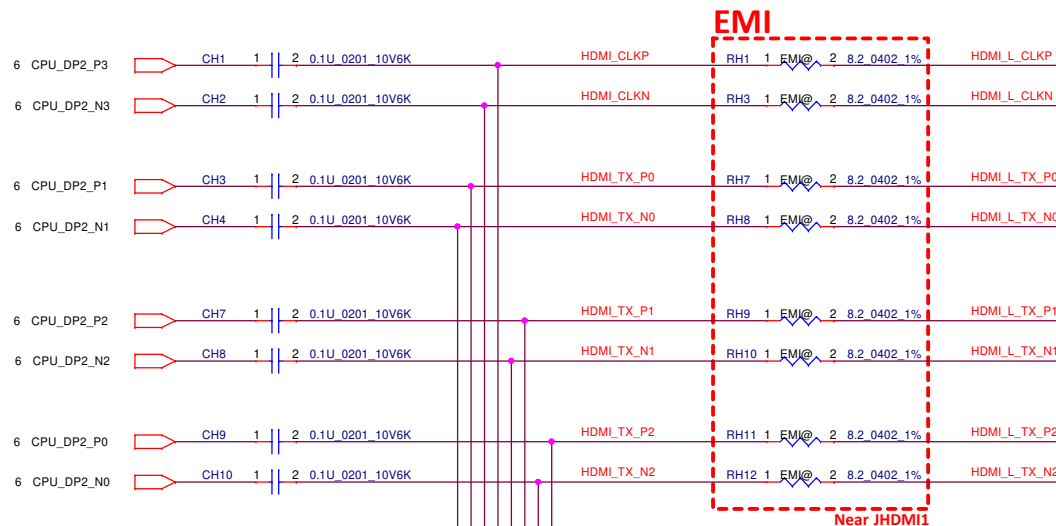 EMI
6 CPU_DP2_P3 CH1 1 2 0.1U_0201_10V6K HDMI_CLKP RH1 1 EMI@ 2 8.2_0402_1% HDMI_L_CLKP
6 CPU_DP2_N3 CH2 1 2 0.1U_0201_10V6K HDMI_CLKN RH3 1 EMI@ 2 8.2_0402_1% HDMI_L_CLKN
6 CPU_DP2_P1 CH3 1 2 0.1U_0201_10V6K HDMI_TX_P0 RH7 1 EMI@ 2 8.2_0402_1% HDMI_L_TX_P0
6 CPU_DP2_N1 CH4 1 2 0.1U_0201_10V6K HDMI_TX_N0 RH8 1 EMI@ 2 8.2_0402_1% HDMI_L_TX_N0
6 CPU_DP2_P2 CH7 1 2 0.1U_0201_10V6K HDMI_TX_P1 RH9 1 EMI@ 2 8.2_0402_1% HDMI_L_TX_P1
6 CPU_DP2_N2 CH8 1 2 0.1U_0201_10V6K HDMI_TX_N1 RH10 1 EMI@ 2 8.2_0402_1% HDMI_L_TX_N1
6 CPU_DP2_P0 CH9 1 2 0.1U_0201_10V6K HDMI_TX_P2 RH11 1 EMI@ 2 8.2_0402_1% HDMI_L_TX_P2
6 CPU_DP2_N0 CH10 1 2 0.1U_0201_10V6K HDMI_TX_N2 RH12 1 EMI@ 2 8.2_0402_1% HDMI_L_TX_N2
Near JHDMI1